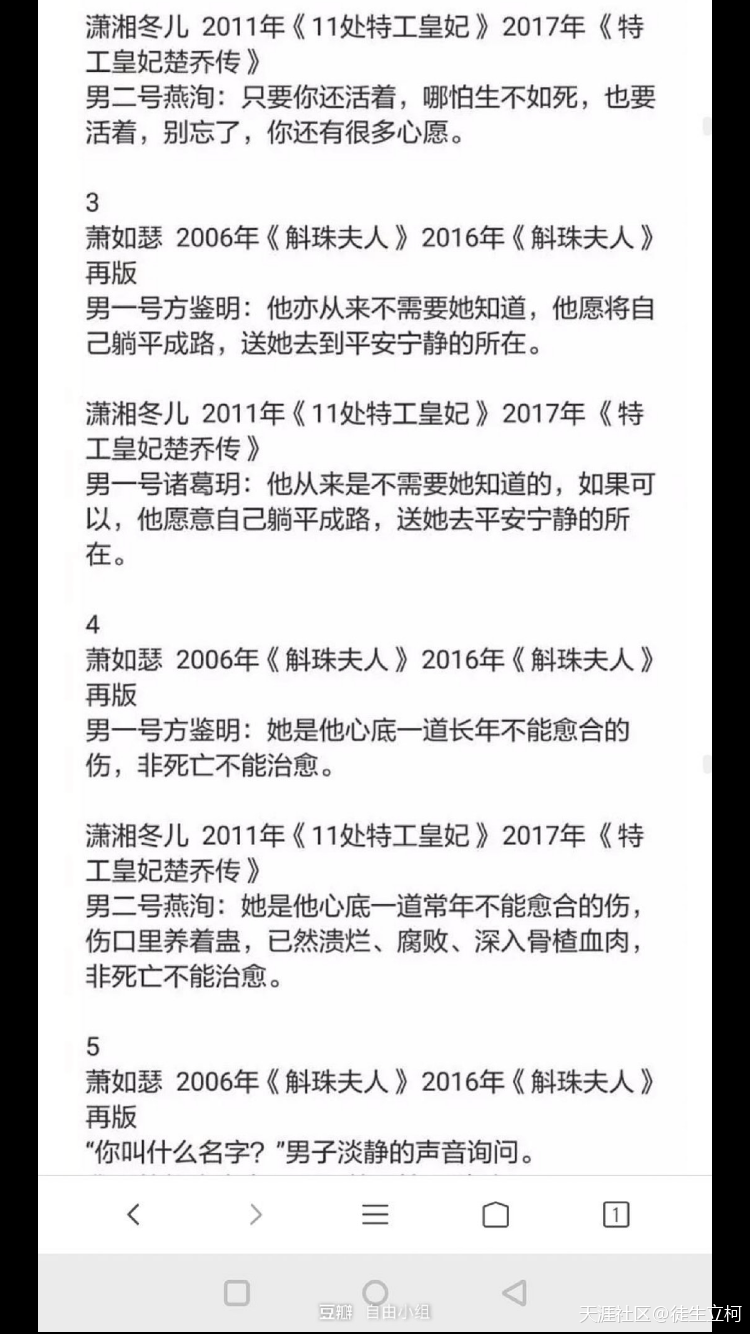 潇湘冬儿 2011年《11处特工皇妃》2017年《特
工皇妃楚乔传》
男二号燕洵：只要你还活着，哪怕生不如死，也要
活着，别忘了，你还有很多心愿。
3
萧如瑟 2006年《斛珠夫人》2016年《斛珠夫人》
再版
男一号方鉴明：他亦从来不需要她知道，他愿将自
己躺平成路，送她去到平安宁静的所在。
潇湘冬儿 2011年《11处特工皇妃》2017年《特
工皇妃楚乔传》
男一号诸葛玥：他从来是不需要她知道的，如果可
以，他愿意自己躺平成路，送她去平安宁静的所
在。
4
萧如瑟 2006年《斛珠夫人》2016年《斛珠夫人》
再版
男一号方鉴明：她是他心底一道长年不能愈合的
伤，非死亡不能治愈。
潇湘冬儿 2011年《11处特工皇妃》2017年《特
工皇妃楚乔传》
男二号燕洵：她是他心底一道常年不能愈合的伤，
伤口里养着蛊，已然溃烂、腐败、深入骨楂血肉，
非死亡不能治愈。
5
萧如瑟 2006年《斛珠夫人》2016年《斛珠夫人》
再版
“你叫什么名字？”男子淡静的声音询问。
1
豆瓣 自由小组
天涯社区@徒生立柯